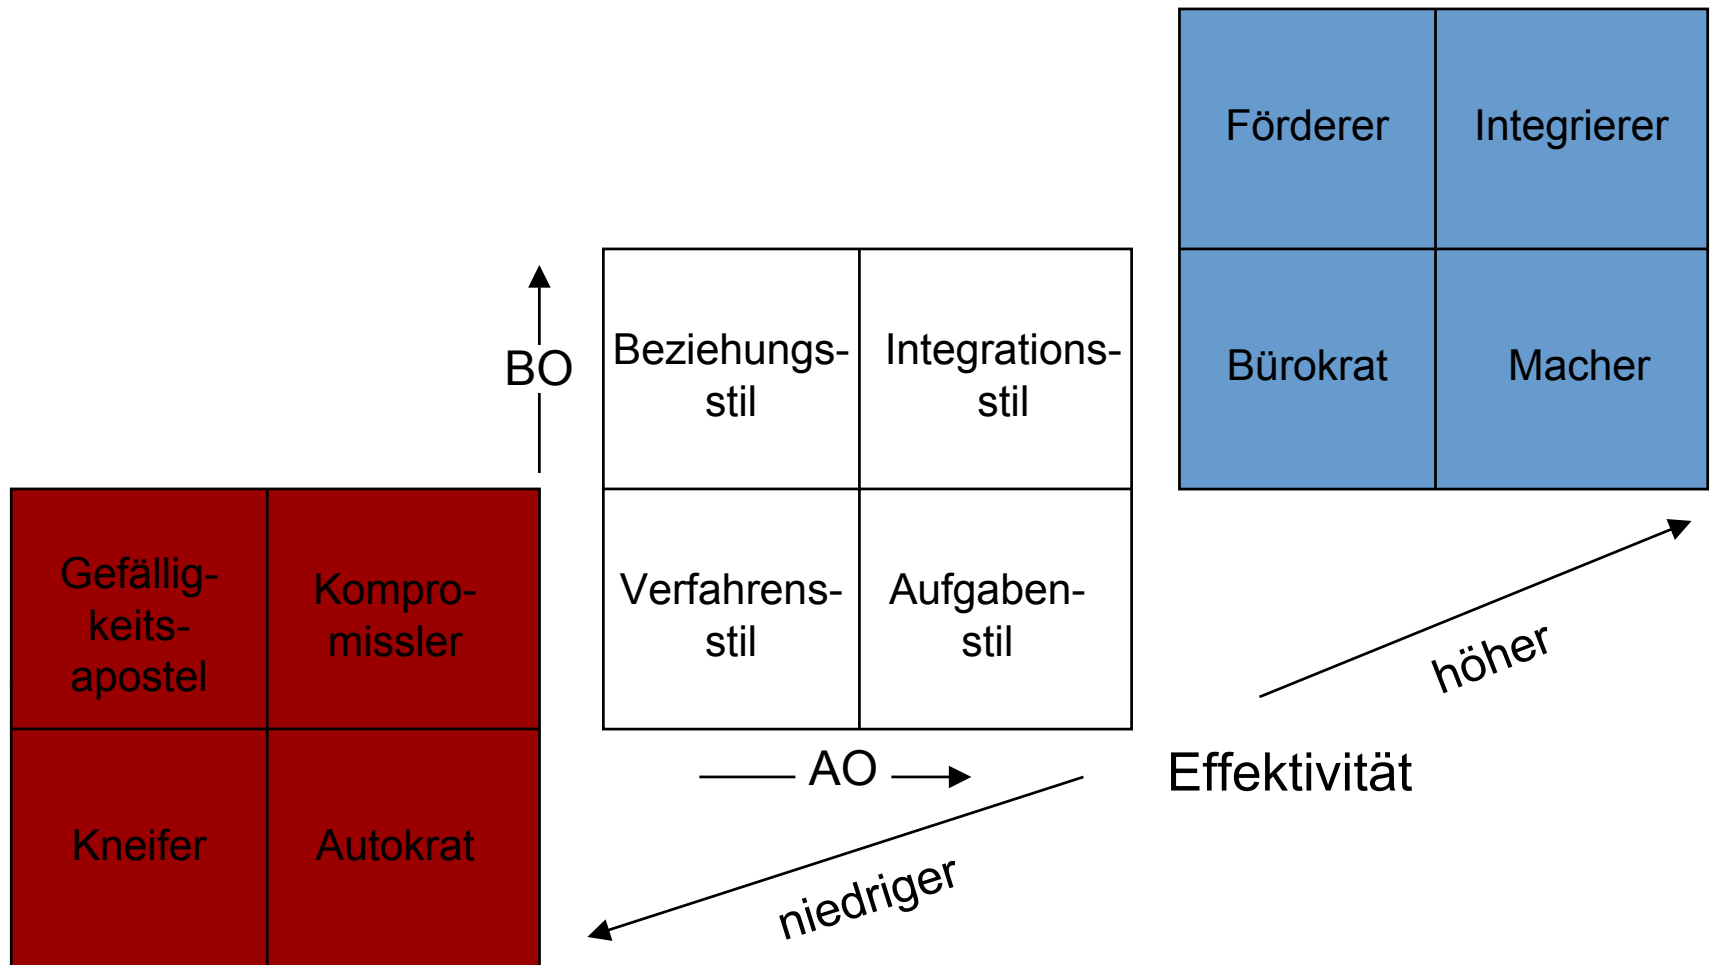 Förderer
Integrierer
Bürokrat
Macher
BO
Beziehungs-
stil
Integrations-
stil
Verfahrens-
stil
Aufgaben-
stil
AO
Gefällig-
keits-
apostel
Kompro-
missler
Kneifer
Autokrat
höher
Effektivität
niedriger